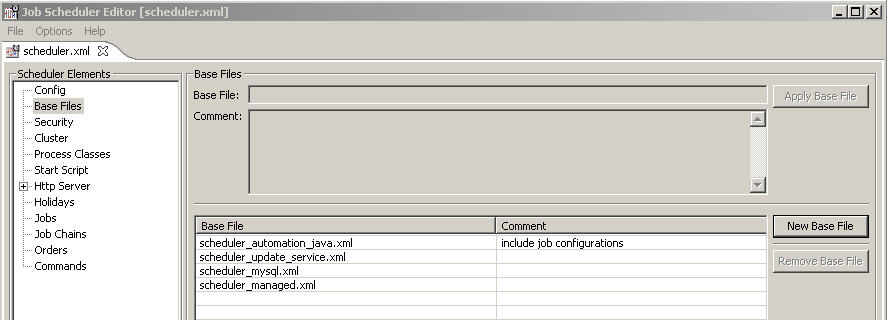 Job Scheduler Editor [scheduler.xml]
File Options Help
scheduler.xml
Scheduler Elements
Config
Base Files
Security
Cluster
Process Classes
Start Script
Http Server
Holidays
Jobs
Job Chains
Orders
Commands
Base Files
Base File:
Apply Base File
Comment:
Base File Comment
New Base File
scheduler_automation_java.xml include job configurations
scheduler_update_service.xml
Remove Base File
scheduler_mysql.xml
scheduler_managed.xml